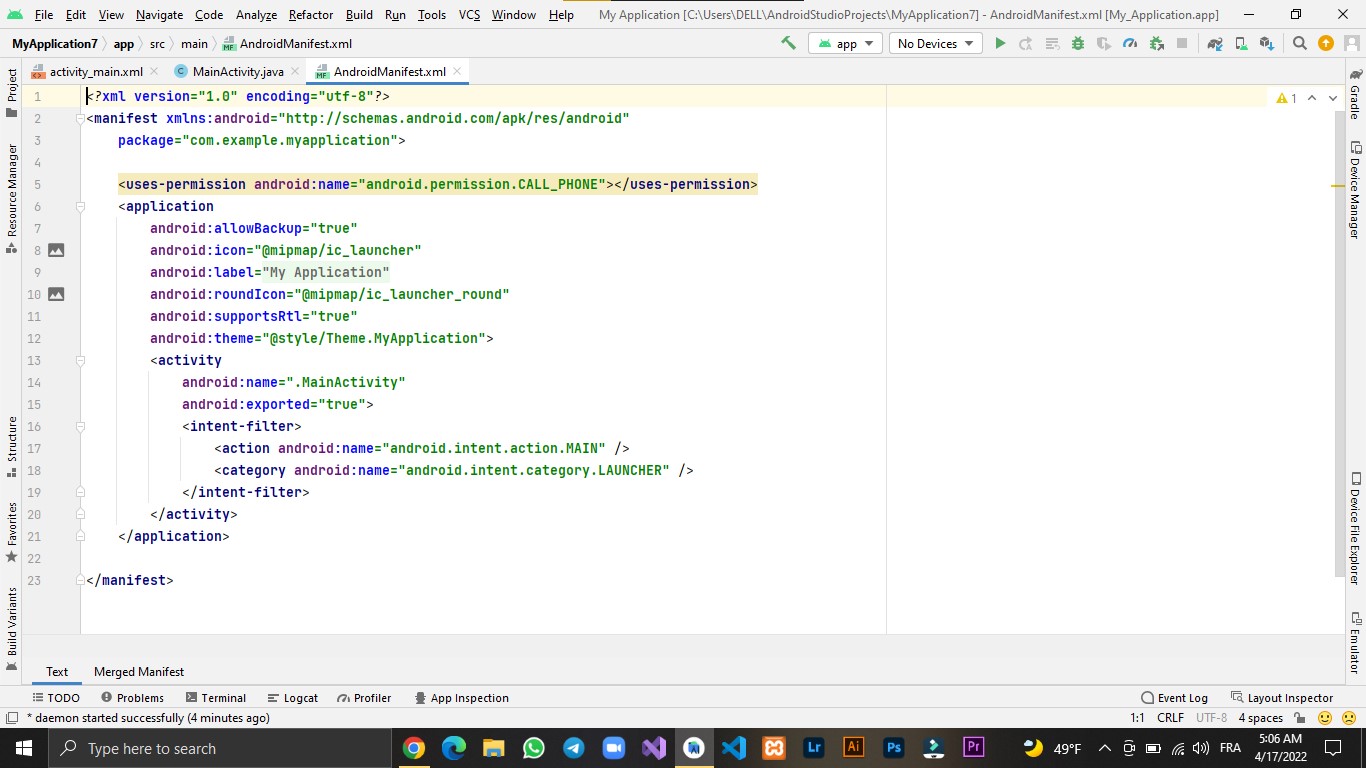 File Edit View Navigate Code Analyze Refactor Build Run Tools VCS Window Help My Application [C:\Users\DELL\AndroidStudioProjects\MyApplication7] - AndroidManifest.xml [My_Application.app]
MyApplication7 app src main AndroidManifest.xml app No Devices
activity_main.xml MainActivity.java AndroidManifest.xml
1 <?xml version="1.0" encoding="utf-8"?> 1
2 <manifest xmlns:android="http://schemas.android.com/apk/res/android"
3 package="com.example.myapplication">
4
5 <uses-permission android:name="android.permission.CALL_PHONE"></uses-permission>
6 <application
7 android:allowBackup="true"
8 android:icon="@mipmap/ic_launcher"
9 android:label="My Application"
10 android:roundIcon="@mipmap/ic_launcher_round"
11 android:supportsRtl="true"
12 android:theme="@style/Theme.MyApplication">
13 <activity
14 android:name=".MainActivity"
15 android:exported="true">
16 <intent-filter>
17 <action android:name="android.intent.action.MAIN" />
18 <category android:name="android.intent.category.LAUNCHER" />
19 </intent-filter>
20 </activity>
21 </application>
22
23 </manifest>
Project
Resource Manager
Structure
Favorites
Build Variants
Gradle
Device Manager
Device File Explorer
Emulator
Text Merged Manifest
TODO Problems Terminal Logcat Profiler App Inspection Event Log Layout Inspector
* daemon started successfully (4 minutes ago) 1:1 CRLF UTF-8 4 spaces
Type here to search Lr Ai Ps Pr 49°F FRA 5:06 AM
4/17/2022